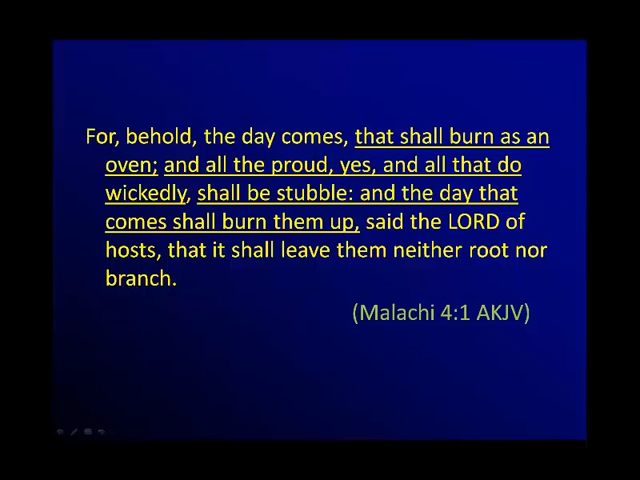 For, behold, the day comes, that shall burn as an
oven; and all the proud, yes, and all that do
wickedly, shall be stubble: and the day that
comes shall burn them up, said the LORD of
hosts, that it shall leave them neither root nor
branch.
(Malachi 4:1 AKJV)